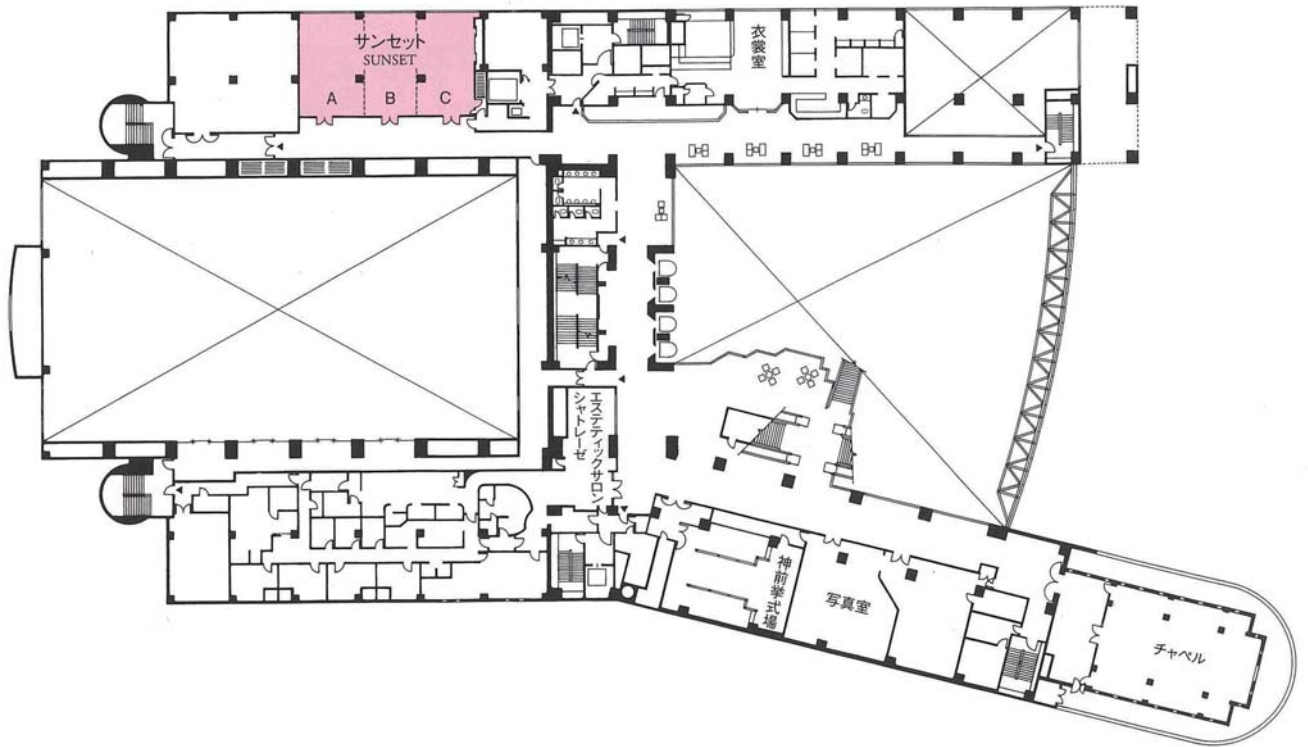 サンセット
SUNSET
A B C
衣裳室
エステティックサロン
シャトレーゼ
神前挙式場
写真室
チャペル